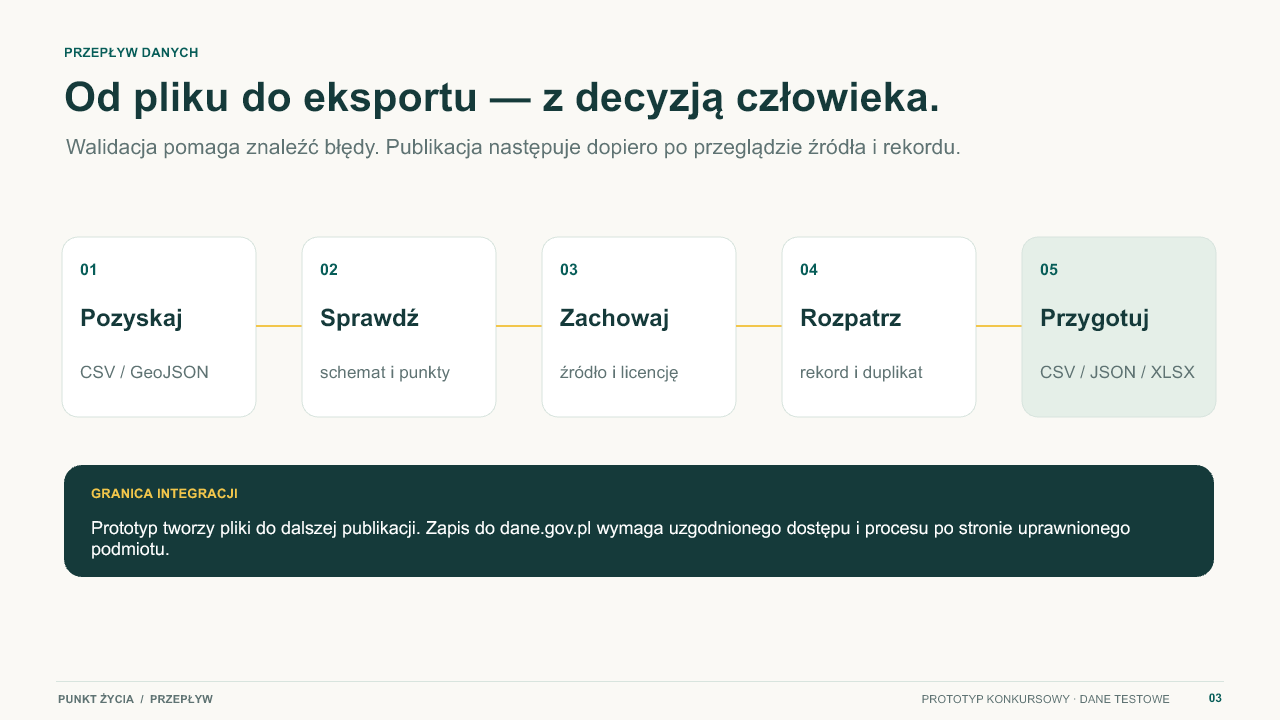 PRZEPŁYW DANYCH
Od pliku do eksportu — z decyzją człowieka.
Walidacja pomaga znaleźć błędy. Publikacja następuje dopiero po przeglądzie źródła i rekordu.
01
Pozyskaj
CSV / GeoJSON
02
Sprawdź
schemat i punkty
03
Zachowaj
źródło i licencję
04
Rozpatrz
rekord i duplikat
05
Przygotuj
CSV / JSON / XLSX
GRANICA INTEGRACJI
Prototyp tworzy pliki do dalszej publikacji. Zapis do dane.gov.pl wymaga uzgodnionego dostępu i procesu po stronie uprawnionego
podmiotu.
PUNKT ŻYCIA / PRZEPŁYW
PROTOTYP KONKURSOWY · DANE TESTOWE
03